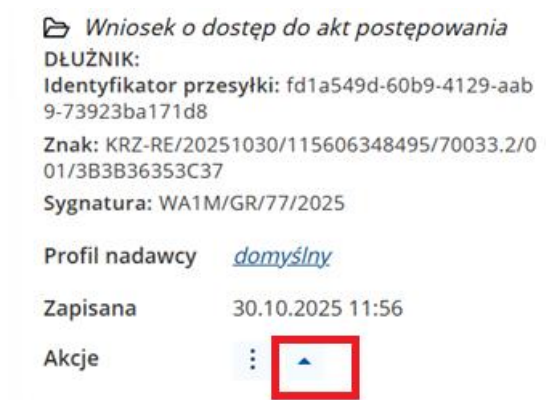 Wniosek o dostęp do akt postępowania
DŁUŻNIK:
Identyfikator przesyłki: fd1a549d-60b9-4129-aab
9-73923ba171d8
Znak: KRZ-RE/20251030/115606348495/70033.2/0
01/3B3B36353C37
Sygnatura: WA1M/GR/77/2025
Profil nadawcy domyślny
Zapisana 30.10.2025 11:56
Akcje